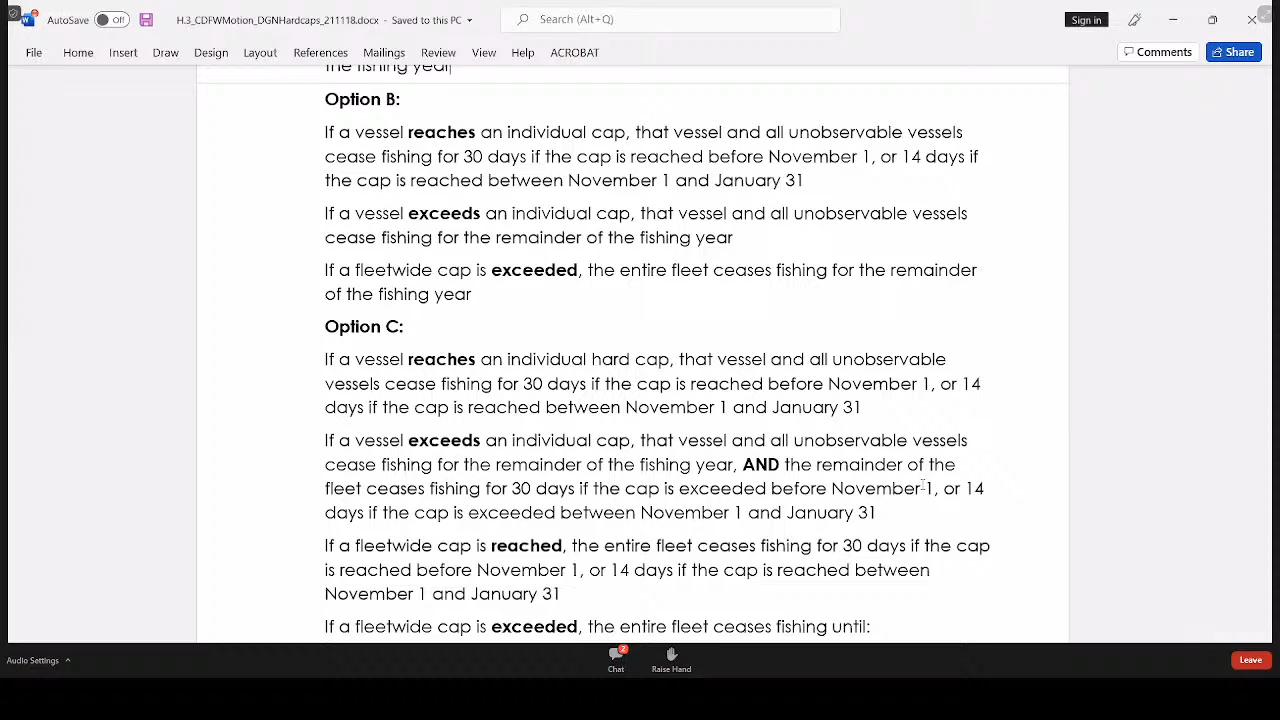 AutoSave Off H.3_CDFWMotion_DGNHardcaps_211118.docx - Saved to this PC Search (Alt+Q) Sign in
File Home Insert Draw Design Layout References Mailings Review View Help ACROBAT Comments Share
the fishing year
Option B:
If a vessel reaches an individual cap, that vessel and all unobservable vessels
cease fishing for 30 days if the cap is reached before November 1, or 14 days if
the cap is reached between November 1 and January 31
If a vessel exceeds an individual cap, that vessel and all unobservable vessels
cease fishing for the remainder of the fishing year
If a fleetwide cap is exceeded, the entire fleet ceases fishing for the remainder
of the fishing year
Option C:
If a vessel reaches an individual hard cap, that vessel and all unobservable
vessels cease fishing for 30 days if the cap is reached before November 1, or 14
days if the cap is reached between November 1 and January 31
If a vessel exceeds an individual cap, that vessel and all unobservable vessels
cease fishing for the remainder of the fishing year, AND the remainder of the
fleet ceases fishing for 30 days if the cap is exceeded before November 1, or 14
days if the cap is exceeded between November 1 and January 31
If a fleetwide cap is reached, the entire fleet ceases fishing for 30 days if the cap
is reached before November 1, or 14 days if the cap is reached between
November 1 and January 31
If a fleetwide cap is exceeded, the entire fleet ceases fishing until:
Audio Settings 2 Chat Raise Hand Leave